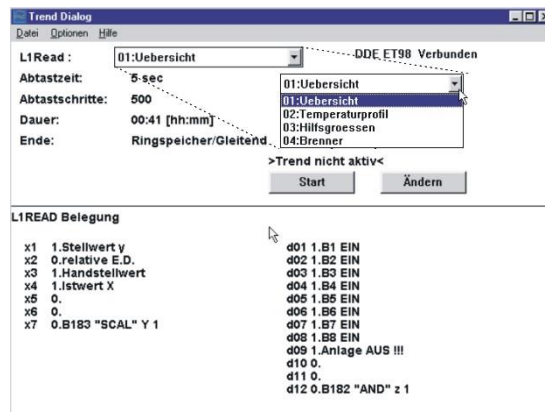 Trend Dialog
Datei Optionen Hilfe
L1Read : 01:Uebersicht DDE ET98 Verbunden
Abtastzeit: 5 sec
Abtastschritte: 500
Dauer: 00:41 [hh:mm]
Ende: Ringspeicher/Gleitend
01:Uebersicht
01:Uebersicht
02:Temperaturprofil
03:Hilfsgroessen
04:Brenner
>Trend nicht aktiv<
Start Ändern
L1READ Belegung
x1 1.Stellwert y
x2 0.relative E.D.
x3 1.Handstellwert
x4 1.Istwert X
x5 0.
x6 0.
x7 0.B183 "SCAL" Y 1
d01 1.B1 EIN
d02 1.B2 EIN
d03 1.B3 EIN
d04 1.B4 EIN
d05 1.B5 EIN
d06 1.B6 EIN
d07 1.B7 EIN
d08 1.B8 EIN
d09 1.Anlage AUS !!!
d10 0.
d11 0.
d12 0.B182 "AND" z 1